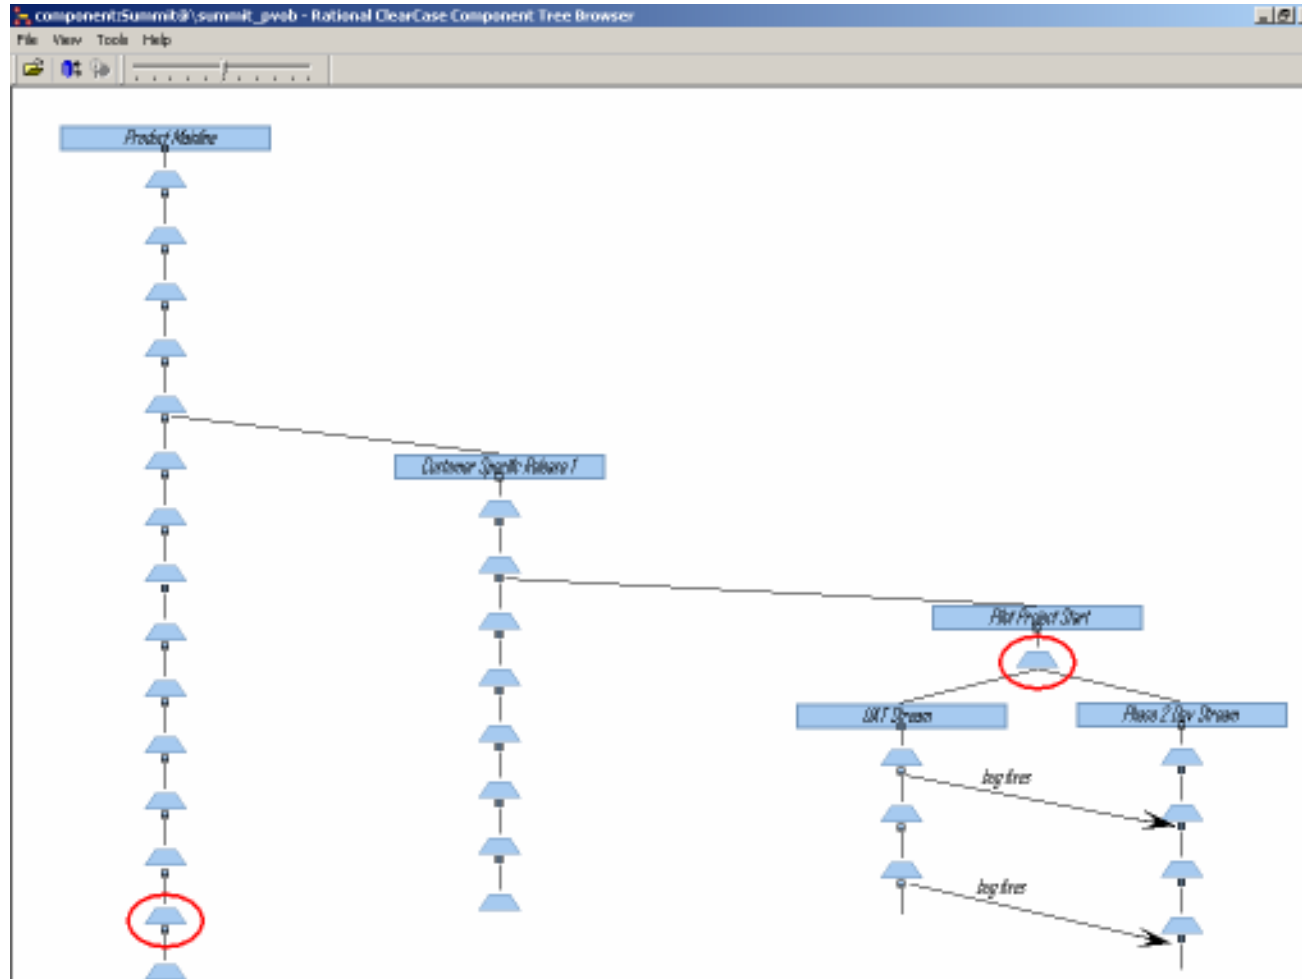 component:Summit@\summit_pvob - Rational ClearCase Component Tree Browser
File View Tools Help
Product Mainline
Customer Specific Release 1
Pilot Project Start
UAT Stream
Phase 2 Dev Stream
bug fixes
bug fixes